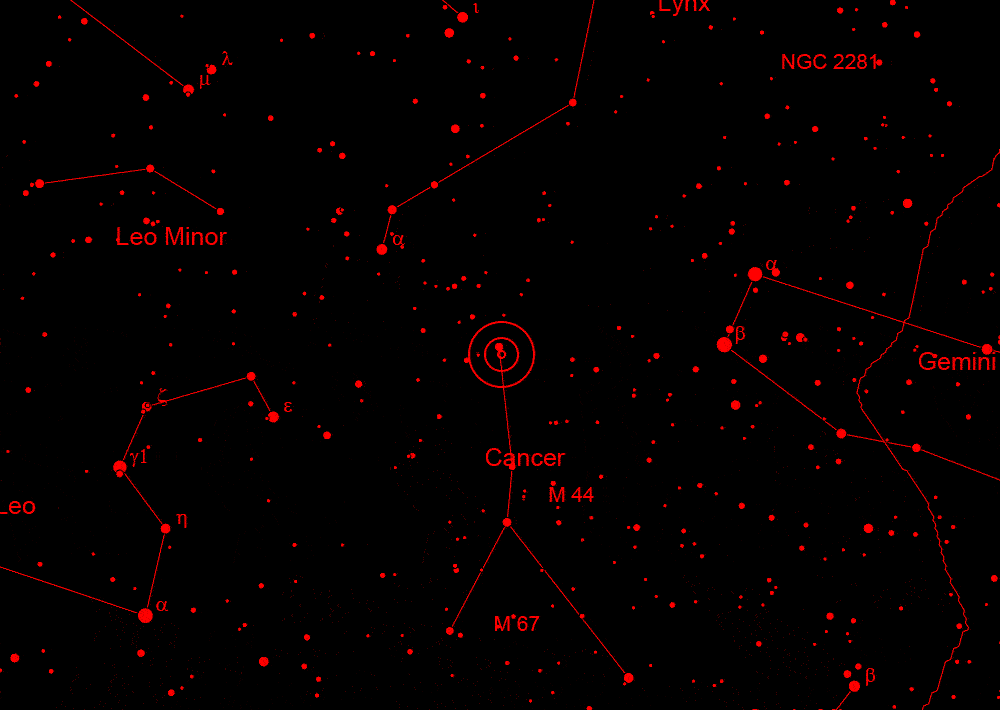 Lynx
ι
NGC 2281
λ
μ
Leo Minor
α
α
β
Gemini
ζ
ε
γ1
Cancer
M 44
Leo
η
α
M 67
β